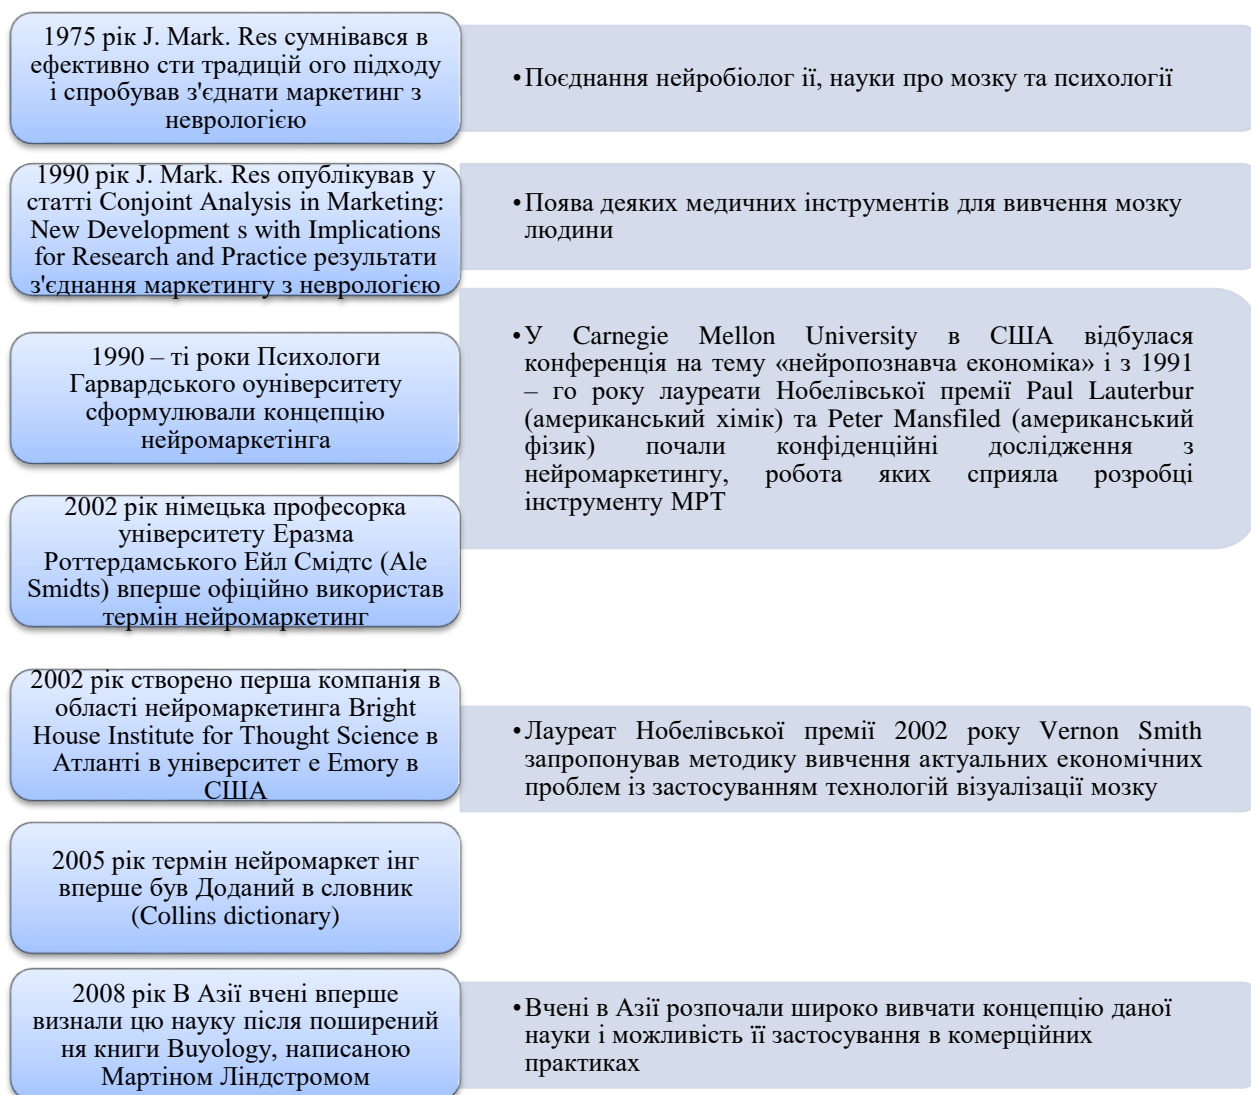 1975 рік J. Mark. Res сумнівався в
ефективно сти традицій ого підходу
і спробував з'єднати маркетинг з
неврологією
•Поєднання нейробіолог ії, науки про мозку та психології
1990 рік J. Mark. Res опублікував у
статті Conjoint Analysis in Marketing:
New Development s with Implications
for Research and Practice результати
з'єднання маркетингу з неврологією
•Поява деяких медичних інструментів для вивчення мозку
людини
1990 – ті роки Психологи
Гарвардського оуніверситету
сформулювали концепцію
нейромаркетінга
•У Carnegie Mellon University в США відбулася
конференція на тему «нейропознавча економіка» і з 1991
– го року лауреати Нобелівської премії Paul Lauterbur
(американський хімік) та Peter Mansfiled (американський
фізик) почали конфіденційні дослідження з
нейромаркетингу, робота яких сприяла розробці
інструменту МРТ
2002 рік німецька професорка
університету Еразма
Роттердамського Ейл Смідтс (Ale
Smidts) вперше офіційно використав
термін нейромаркетинг
2002 рік створено перша компанія в
області нейромаркетинга Bright
House Institute for Thought Science в
Атланті в університет е Emory в
США
•Лауреат Нобелівської премії 2002 року Vernon Smith
запропонував методику вивчення актуальних економічних
проблем із застосуванням технологій візуалізації мозку
2005 рік термін нейромаркет інг
вперше був Доданий в словник
(Collins dictionary)
2008 рік В Азії вчені вперше
визнали цю науку після поширений
ня книги Buyology, написаною
Мартіном Ліндстромом
•Вчені в Азії розпочали широко вивчати концепцію даної
науки і можливість її застосування в комерційних
практиках